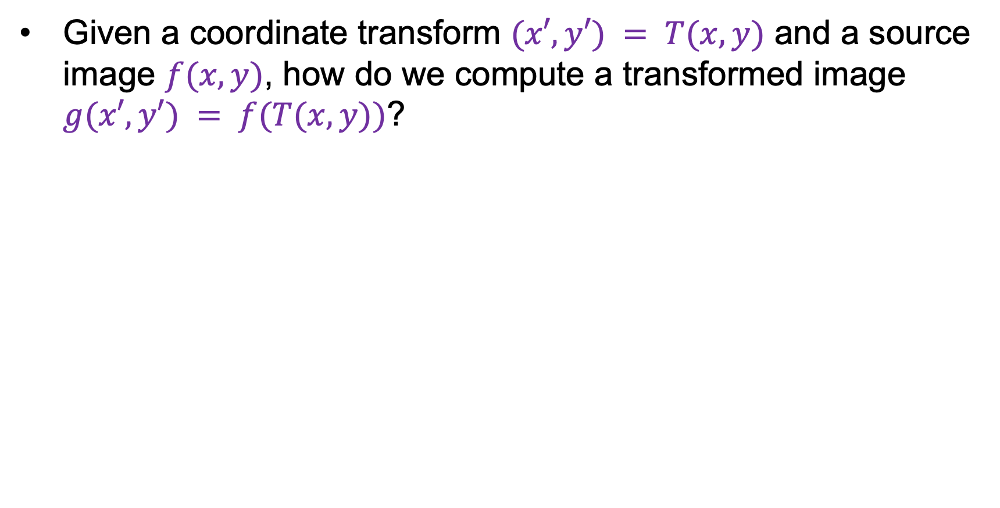 • Given a coordinate transform (x′, y′) = T(x, y) and a source
image f(x, y), how do we compute a transformed image
g(x′, y′) = f(T(x, y))?